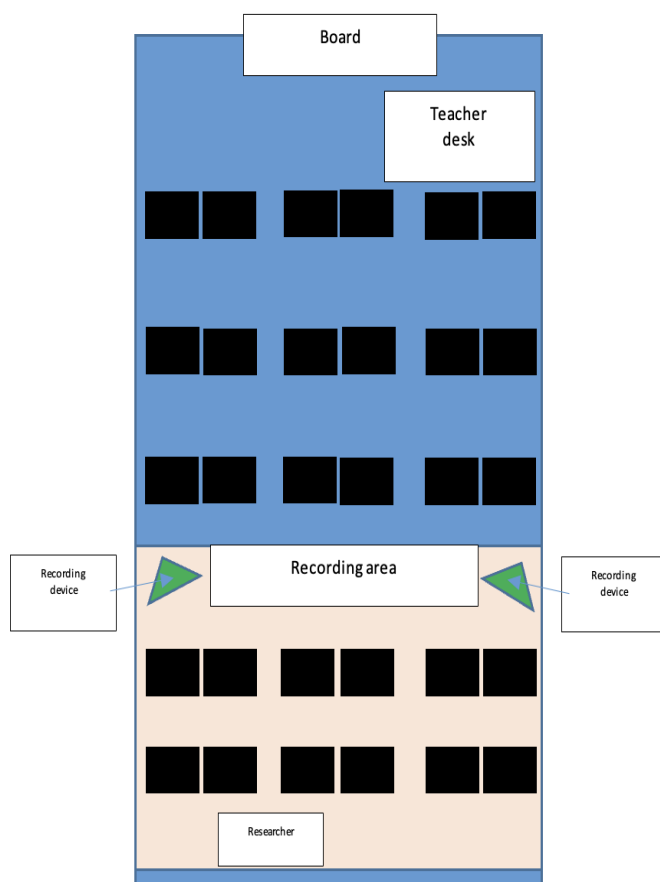 Board
Teacher
desk
Recording area
Recording
device
Recording
device
Researcher